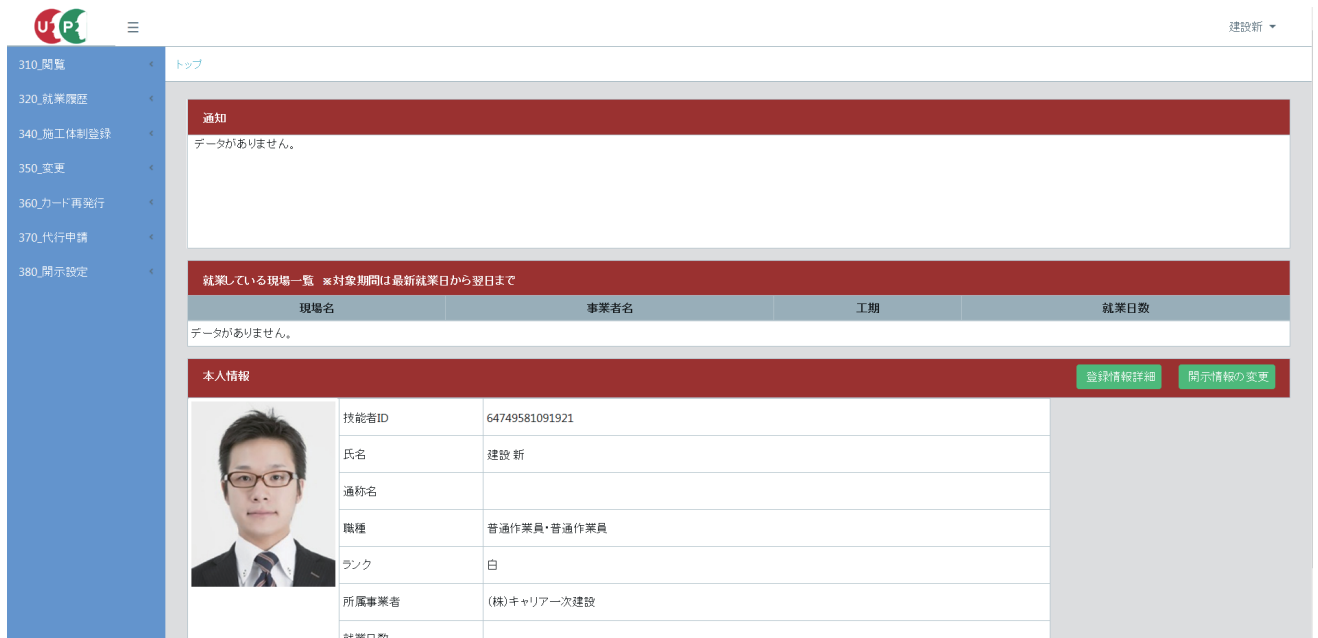 U P
建設新
310_閲覧
320_就業履歴
340_施工体制登録
350_変更
360_カード再発行
370_代行申請
380_開示設定
トップ
通知
データがありません。
就業している現場一覧 ※対象期間は最新就業日から翌日まで
現場名 事業者名 工期 就業日数
データがありません。
本人情報 登録情報詳細 開示情報の変更
技能者ID 64749581091921
氏名 建設 新
通称名
職種 普通作業員・普通作業員
ランク 白
所属事業者 (株)キャリア一次建設
就業日数